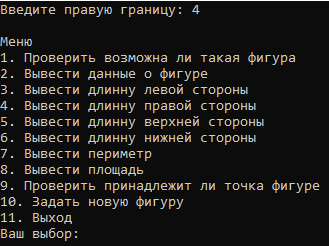 Введите правую границу: 4
Меню
1. Проверить возможна ли такая фигура
2. Вывести данные о фигуре
3. Вывести длинну левой стороны
4. Вывести длинну правой стороны
5. Вывести длинну верхней стороны
6. Вывести длинну нижней стороны
7. Вывести периметр
8. Вывести площадь
9. Проверить принадлежит ли точка фигуре
10. Задать новую фигуру
11. Выход
Ваш выбор: